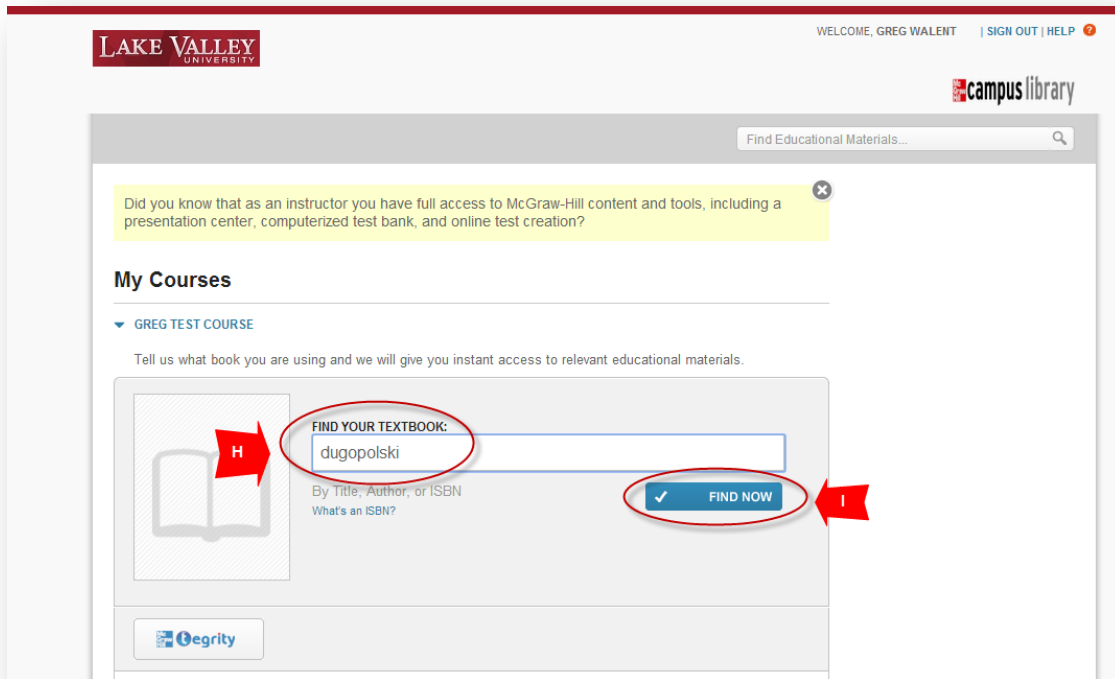 LAKE VALLEY
UNIVERSITY
WELCOME, GREG WALENT | SIGN OUT | HELP ?
Mc Graw Hill campus library
Find Educational Materials...
Did you know that as an instructor you have full access to McGraw-Hill content and tools, including a
presentation center, computerized test bank, and online test creation?
My Courses
GREG TEST COURSE
Tell us what book you are using and we will give you instant access to relevant educational materials.
FIND YOUR TEXTBOOK:
H
dugopolski
By Title, Author, or ISBN
FIND NOW
I
What's an ISBN?
tegrity